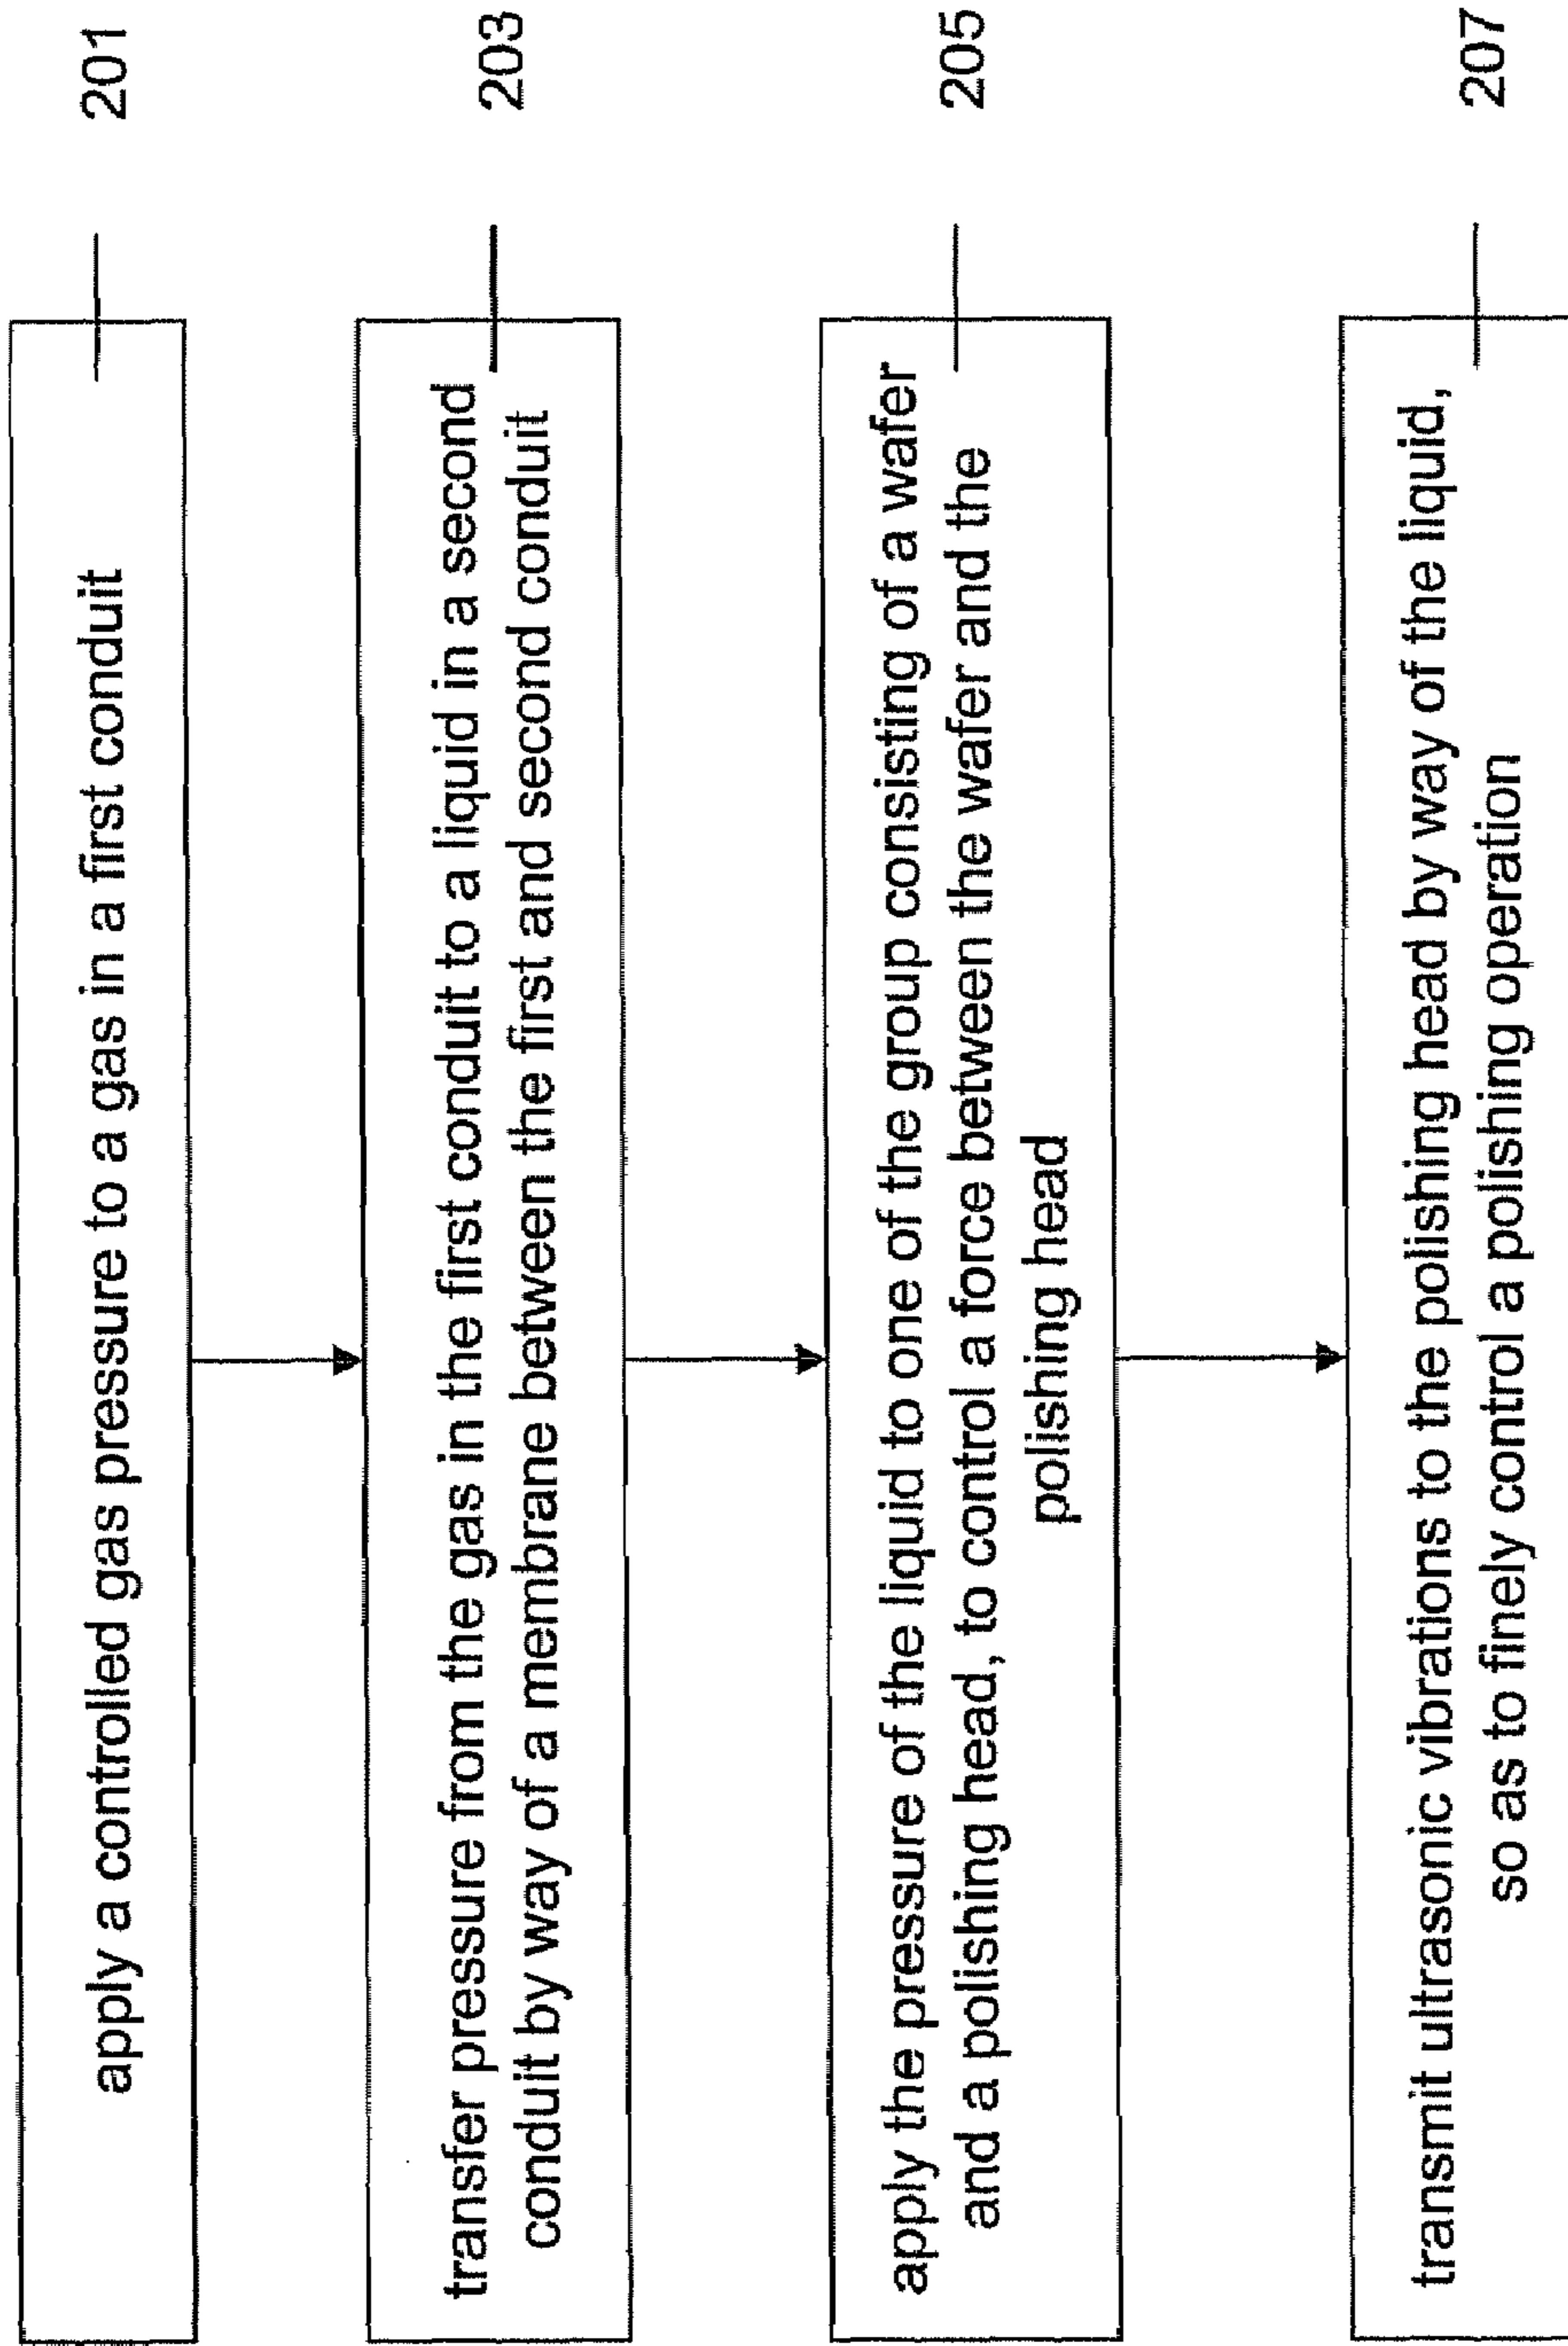 apply a controlled gas pressure to a gas in a first conduit
201
transfer pressure from the gas in the first conduit to a liquid in a second
conduit by way of a membrane between the first and second conduit
203
apply the pressure of the liquid to one of the group consisting of a wafer
and a polishing head, to control a force between the wafer and the
polishing head
205
transmit ultrasonic vibrations to the polishing head by way of the liquid,
so as to finely control a polishing operation
207